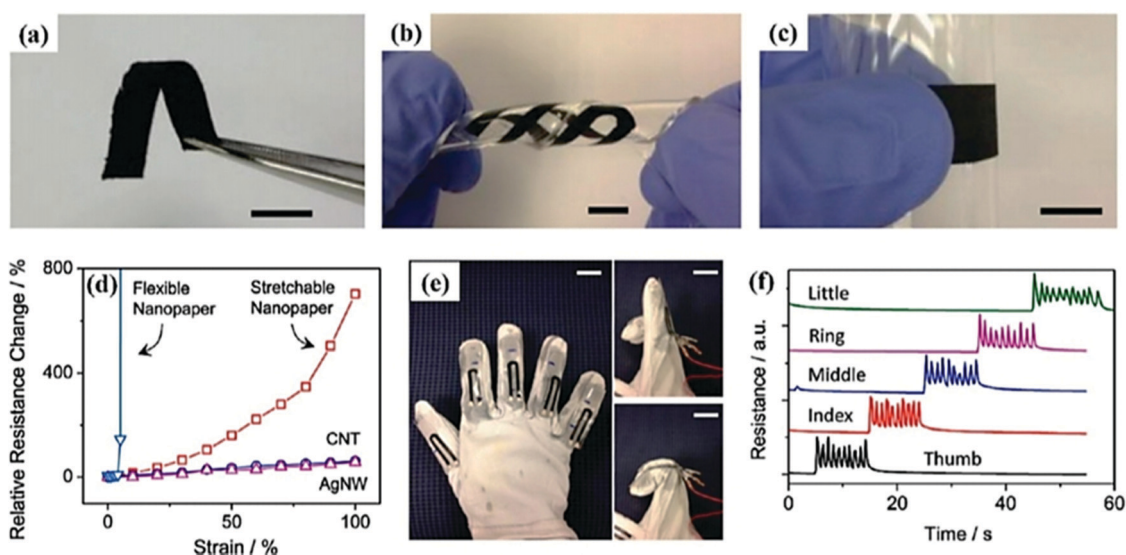 (a)
(b)
(c)
(d)
Flexible
Nanopaper
Stretchable
Nanopaper
CNT
AgNW
800
400
0
0
50
100
Relative Resistance Change / %
Strain / %
(e)
(f)
Little
Ring
Middle
Index
Thumb
Resistance / a.u.
0
20
40
60
Time / s